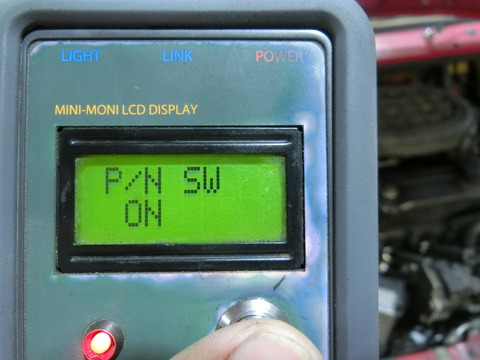 LIGHT LINK POWER
MINI-MONI LCD DISPLAY
P/N SW
ON